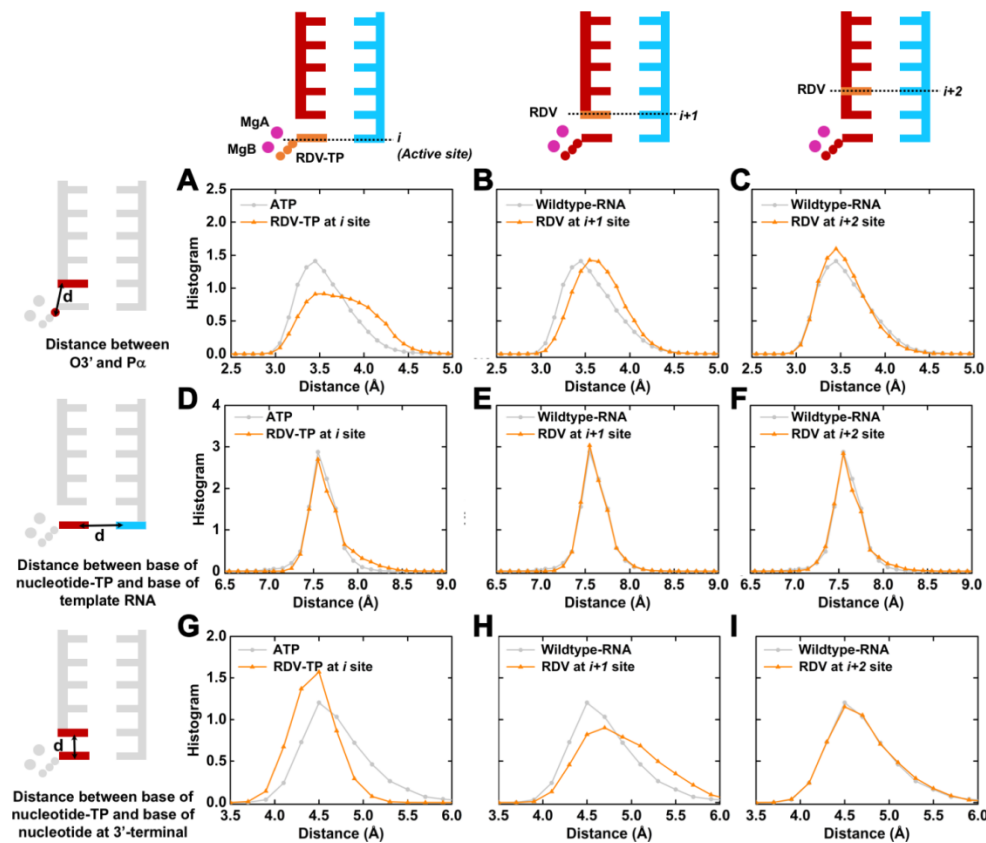 RDV
i+2
RDV
i+1
MgA
MgB
RDV-TP
i
(Active site)
A
B
C
ATP
RDV-TP at i site
Wildtype-RNA
RDV at i+1 site
Wildtype-RNA
RDV at i+2 site
Histogram
2.5
2.0
1.5
1.0
0.5
0.0
2.5 3.0 3.5 4.0 4.5 5.0
Distance (Å)
2.5 3.0 3.5 4.0 4.5 5.0
Distance (Å)
2.5 3.0 3.5 4.0 4.5 5.0
Distance (Å)
d
Distance between
O3' and Pα
D
E
F
ATP
RDV-TP at i site
Wildtype-RNA
RDV at i+1 site
Wildtype-RNA
RDV at i+2 site
Histogram
4
3
2
1
0
6.5 7.0 7.5 8.0 8.5 9.0
Distance (Å)
6.5 7.0 7.5 8.0 8.5 9.0
Distance (Å)
6.5 7.0 7.5 8.0 8.5 9.0
Distance (Å)
d
Distance between base of
nucleotide-TP and base of
template RNA
G
H
I
ATP
RDV-TP at i site
Wildtype-RNA
RDV at i+1 site
Wildtype-RNA
RDV at i+2 site
Histogram
2.0
1.5
1.0
0.5
0.0
3.5 4.0 4.5 5.0 5.5 6.0
Distance (Å)
3.5 4.0 4.5 5.0 5.5 6.0
Distance (Å)
3.5 4.0 4.5 5.0 5.5 6.0
Distance (Å)
d
Distance between base of
nucleotide-TP and base of
nucleotide at 3'-terminal